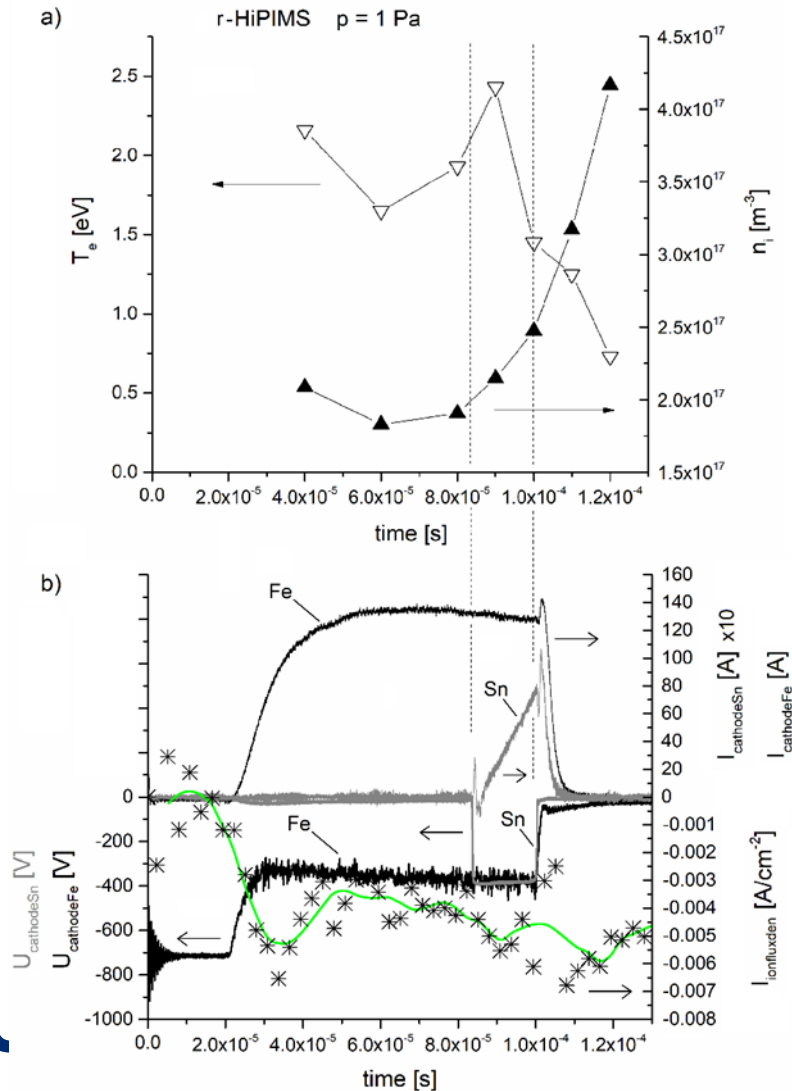 a)
r-HiPIMS p = 1 Pa
2.5
2.0
1.5
1.0
0.5
0.0
T_e [eV]
4.5x10^17
4.0x10^17
3.5x10^17
3.0x10^17
2.5x10^17
2.0x10^17
1.5x10^17
n_i [m^-3]
0.0 2.0x10^-5 4.0x10^-5 6.0x10^-5 8.0x10^-5 1.0x10^-4 1.2x10^-4
time [s]
b)
Fe
Sn
Fe
Sn
0
-200
-400
-600
-800
-1000
U_cathodeSn [V]
U_cathodeFe [V]
160
140
120
100
80
60
40
20
0
-0.001
-0.002
-0.003
-0.004
-0.005
-0.006
-0.007
-0.008
I_cathodeSn [A] x10
I_cathodeFe [A]
I_ionfluxden [A/cm^-2]
0.0 2.0x10^-5 4.0x10^-5 6.0x10^-5 8.0x10^-5 1.0x10^-4 1.2x10^-4
time [s]